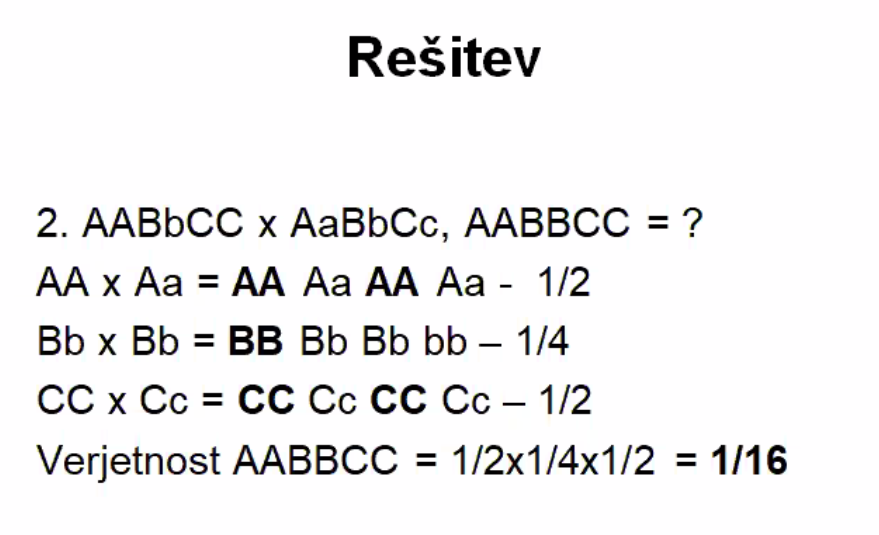 Rešitev
2. AABbCC x AaBbCc, AABBCC = ?
AA x Aa = AA Aa AA Aa - 1/2
Bb x Bb = BB Bb Bb bb – 1/4
CC x Cc = CC Cc CC Cc – 1/2
Verjetnost AABBCC = 1/2x1/4x1/2 = 1/16